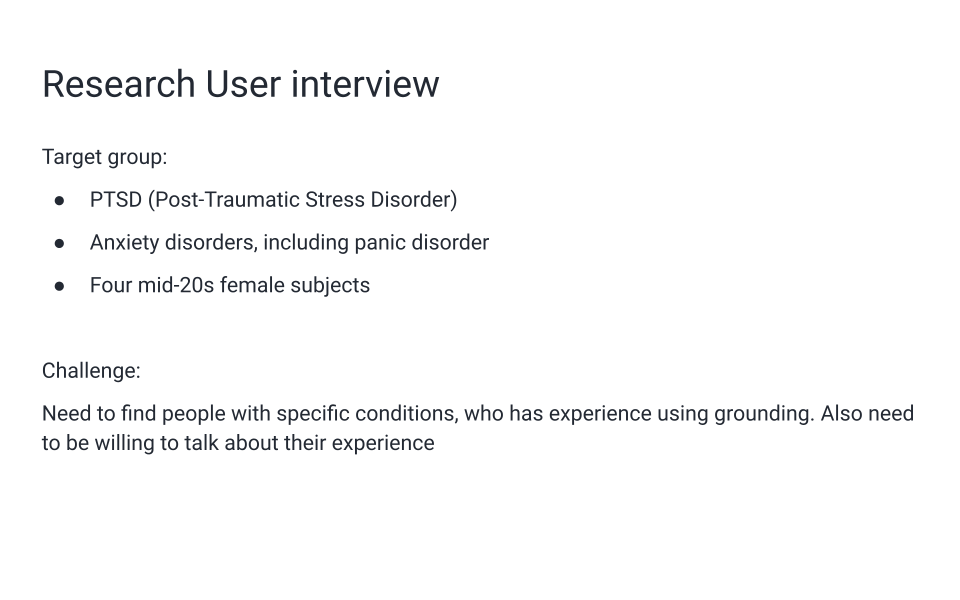 Research User interview
Target group:
● PTSD (Post-Traumatic Stress Disorder)
● Anxiety disorders, including panic disorder
● Four mid-20s female subjects
Challenge:
Need to find people with specific conditions, who has experience using grounding. Also need
to be willing to talk about their experience